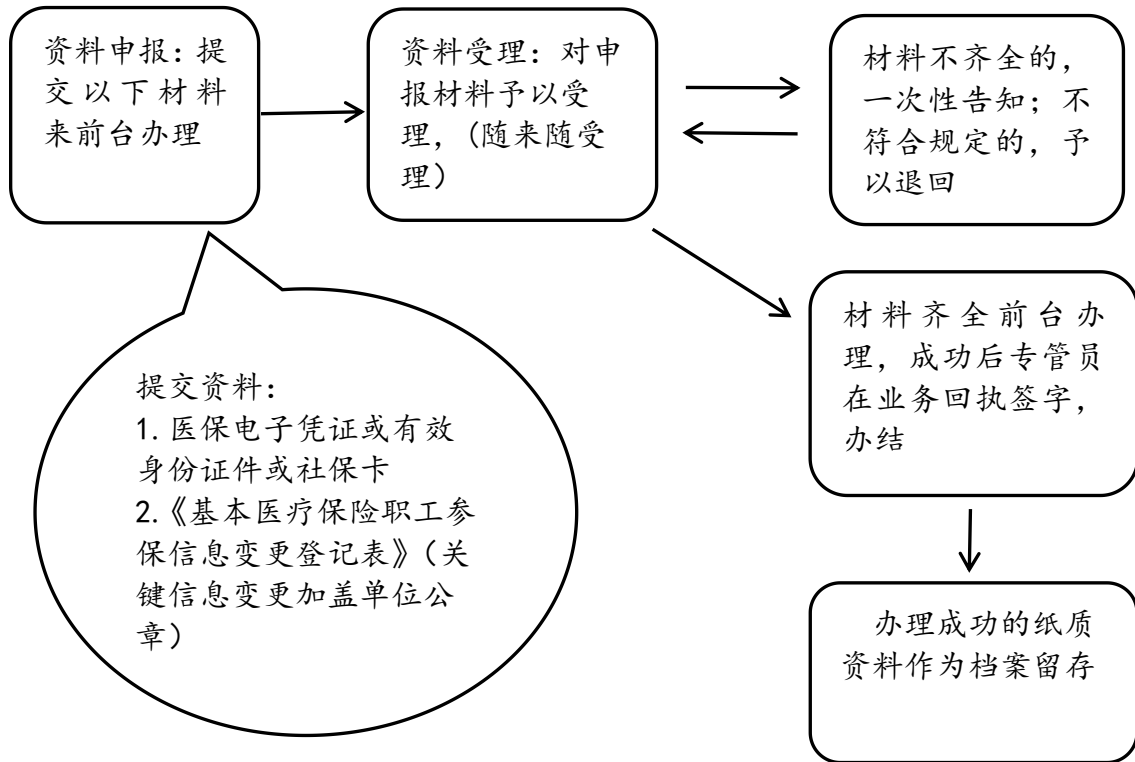 资料申报：提
交以下材料
来前台办理
资料受理：对申
报材料予以受
理，（随来随受
理）
材料不齐全的，
一次性告知；不
符合规定的，予
以退回
材料齐全前台办
理，成功后专管员
在业务回执签字，
办结
提交资料：
1. 医保电子凭证或有效
身份证件或社保卡
2.《基本医疗保险职工参
保信息变更登记表》（关
键信息变更加盖单位公
章）
办理成功的纸质
资料作为档案留存